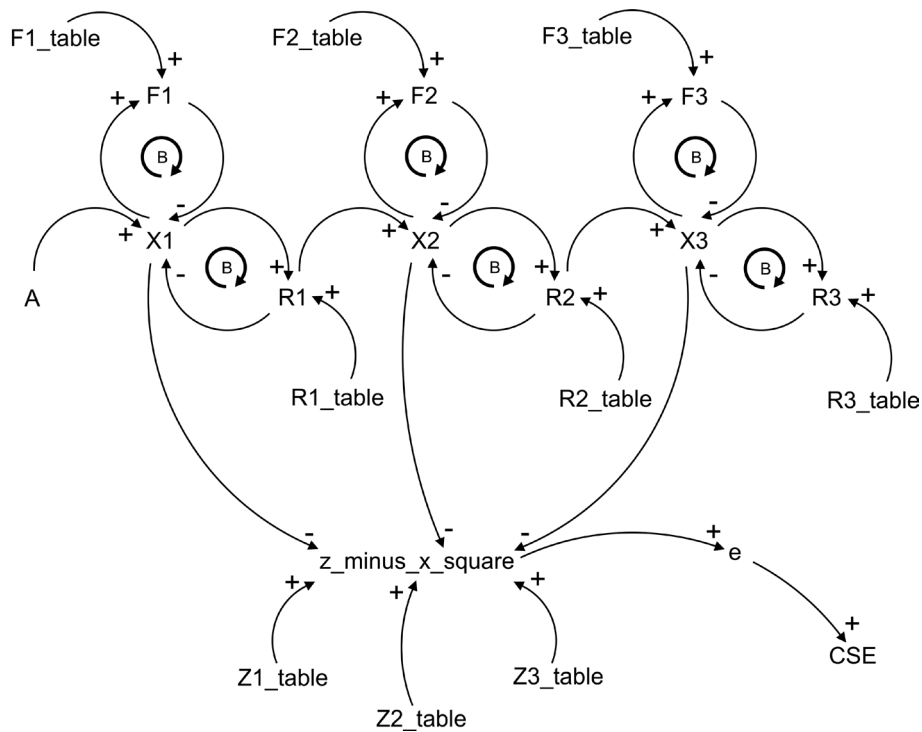 F1_table
F2_table
F3_table
+
+
+
+ F1
+ F2
+ F3
B
B
B
-
-
-
+ X1
+ X2
+ X3
-
B
+
-
B
+
-
B
+
A
R1 +
R2 +
R3 +
R1_table
R2_table
R3_table
-
-
-
+
z_minus_x_square
e
+
+
+
+
CSE
Z1_table
Z3_table
Z2_table